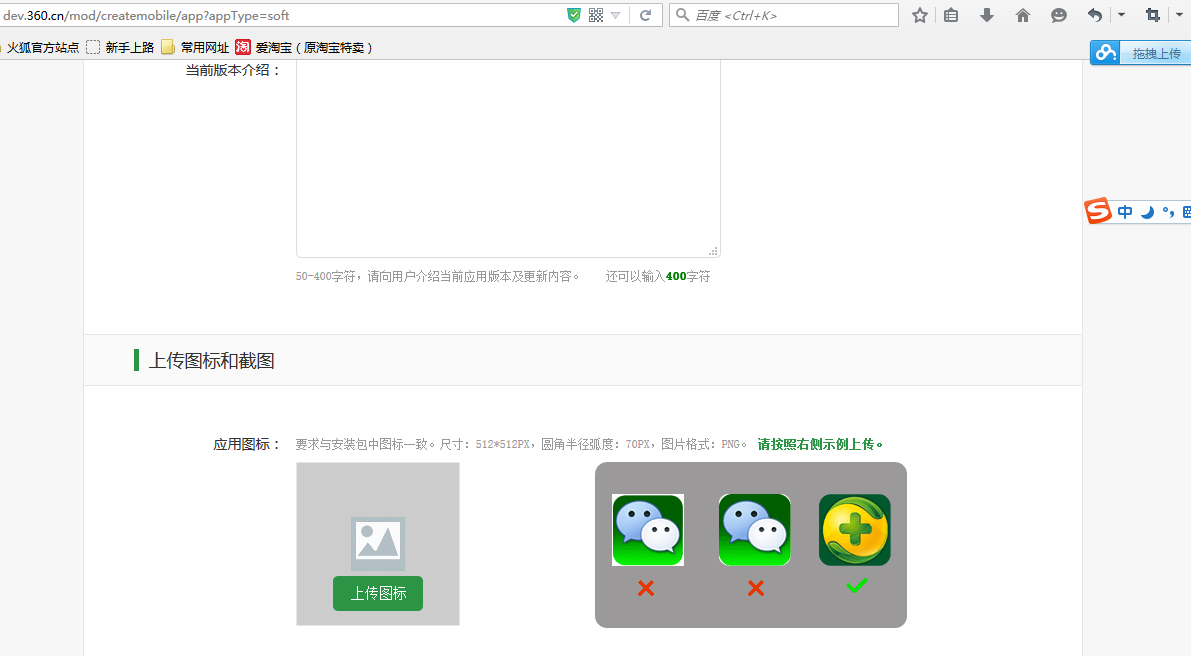 dev.360.cn/mod/createmobile/app?appType=soft
百度 <Ctrl+K>
火狐官方站点 新手上路 常用网址 淘 爱淘宝（原淘宝特卖）
拖拽上传
当前版本介绍：
S 中
50-400字符，请向用户介绍当前应用版本及更新内容。 还可以输入400字符
上传图标和截图
应用图标： 要求与安装包中图标一致。尺寸：512*512PX，圆角半径弧度：70PX，图片格式：PNG。 请按照右侧示例上传。
上传图标